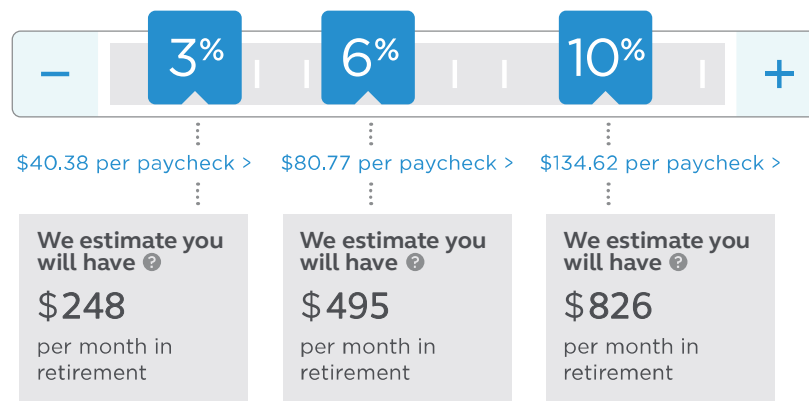 − 3% 6% 10% +
$40.38 per paycheck > $80.77 per paycheck > $134.62 per paycheck >
We estimate you
will have ?
$248
per month in
retirement
We estimate you
will have ?
$495
per month in
retirement
We estimate you
will have ?
$826
per month in
retirement